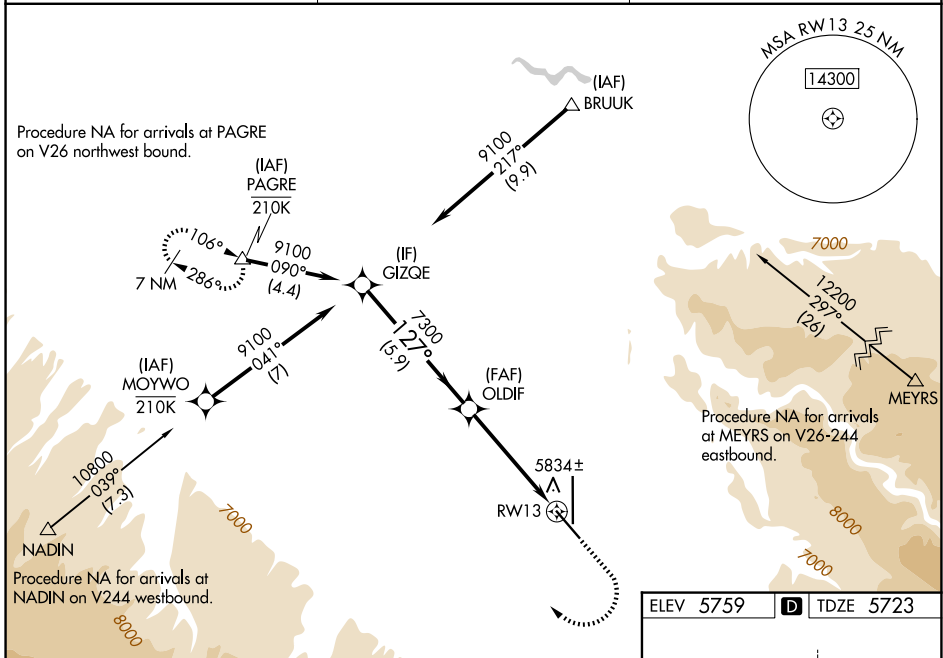 MSA RW13 25 NM
14300
(IAF)
BRUUK
9100
217°
(9.9)
Procedure NA for arrivals at PAGRE
on V26 northwest bound.
(IAF)
PAGRE
210K
106°
286°
7 NM
9100
090°
(4.4)
(IF)
GIZQE
7000
12200
297°
(26)
MEYRS
Procedure NA for arrivals
at MEYRS on V26-244
eastbound.
9100
041°
(7)
7300
127°
(5.9)
(IAF)
MOYWO
210K
(FAF)
OLDIF
10800
039°
(7.3)
NADIN
Procedure NA for arrivals at
NADIN on V244 westbound.
7000
8000
5834±
RW13
8000
7000
ELEV 5759 D TDZE 5723